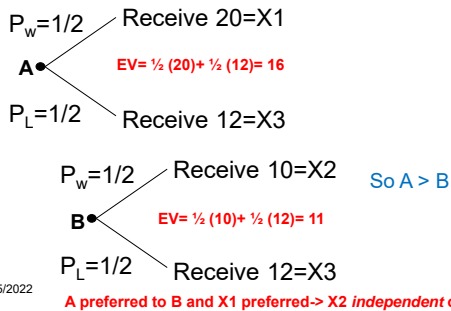 P_W=1/2
Receive 20=X1
A
EV= ½ (20)+ ½ (12)= 16
P_L=1/2
Receive 12=X3
P_w=1/2
Receive 10=X2
So A > B
B
EV= ½ (10)+ ½ (12)= 11
P_L=1/2
Receive 12=X3
/2022
A preferred to B and X1 preferred-> X2 independent